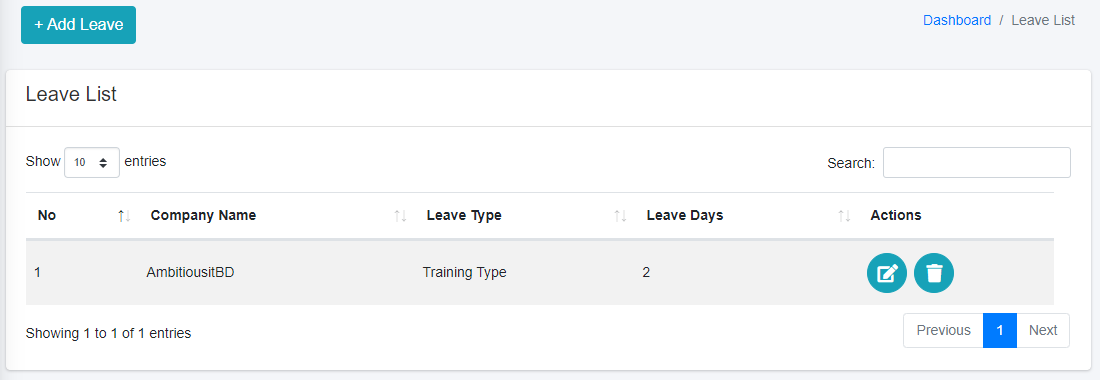 + Add Leave
Dashboard / Leave List
Leave List
Show 10 entries
Search:
No Company Name Leave Type Leave Days Actions
1 AmbitiousitBD Training Type 2
Showing 1 to 1 of 1 entries
Previous 1 Next